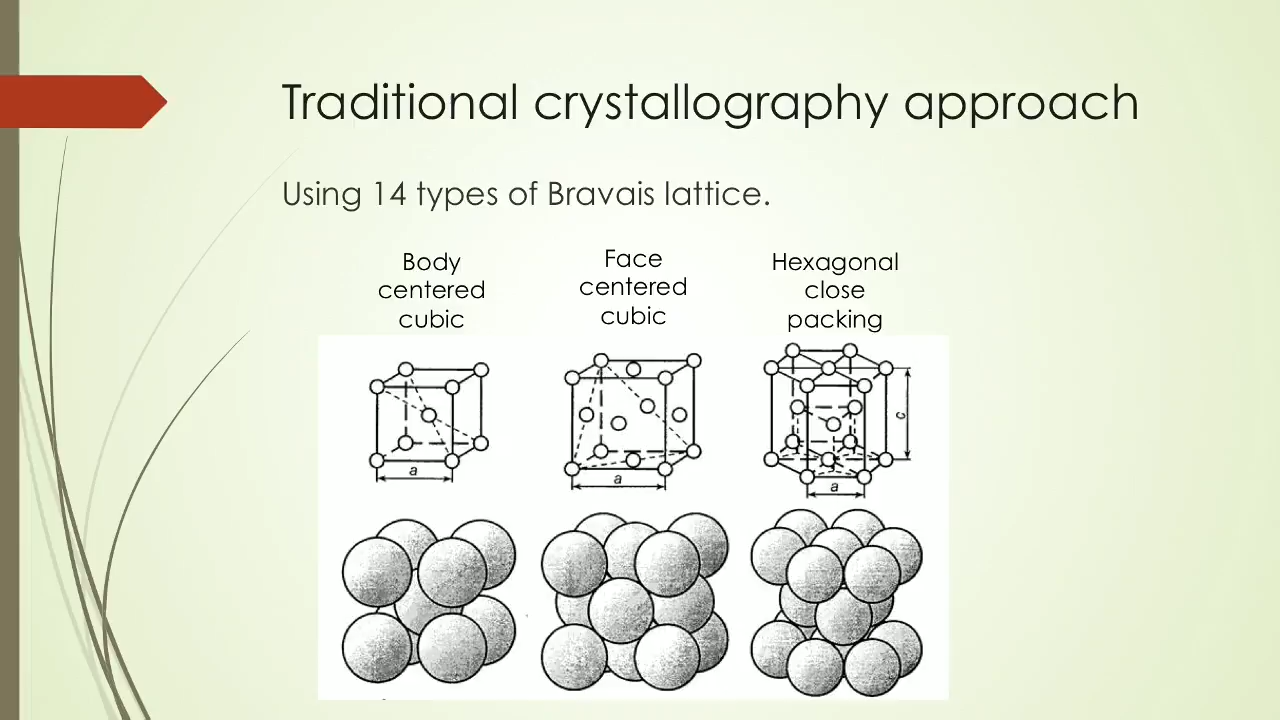 Traditional crystallography approach
Using 14 types of Bravais lattice.
Body
centered
cubic
Face
centered
cubic
Hexagonal
close
packing
a
a
a
c